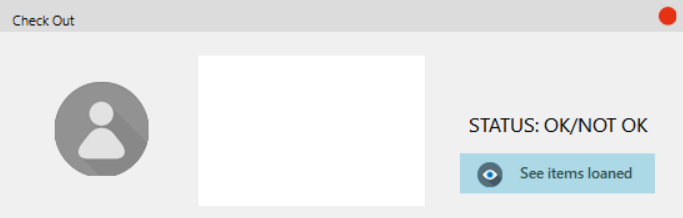 Check Out
STATUS: OK/NOT OK
See items loaned